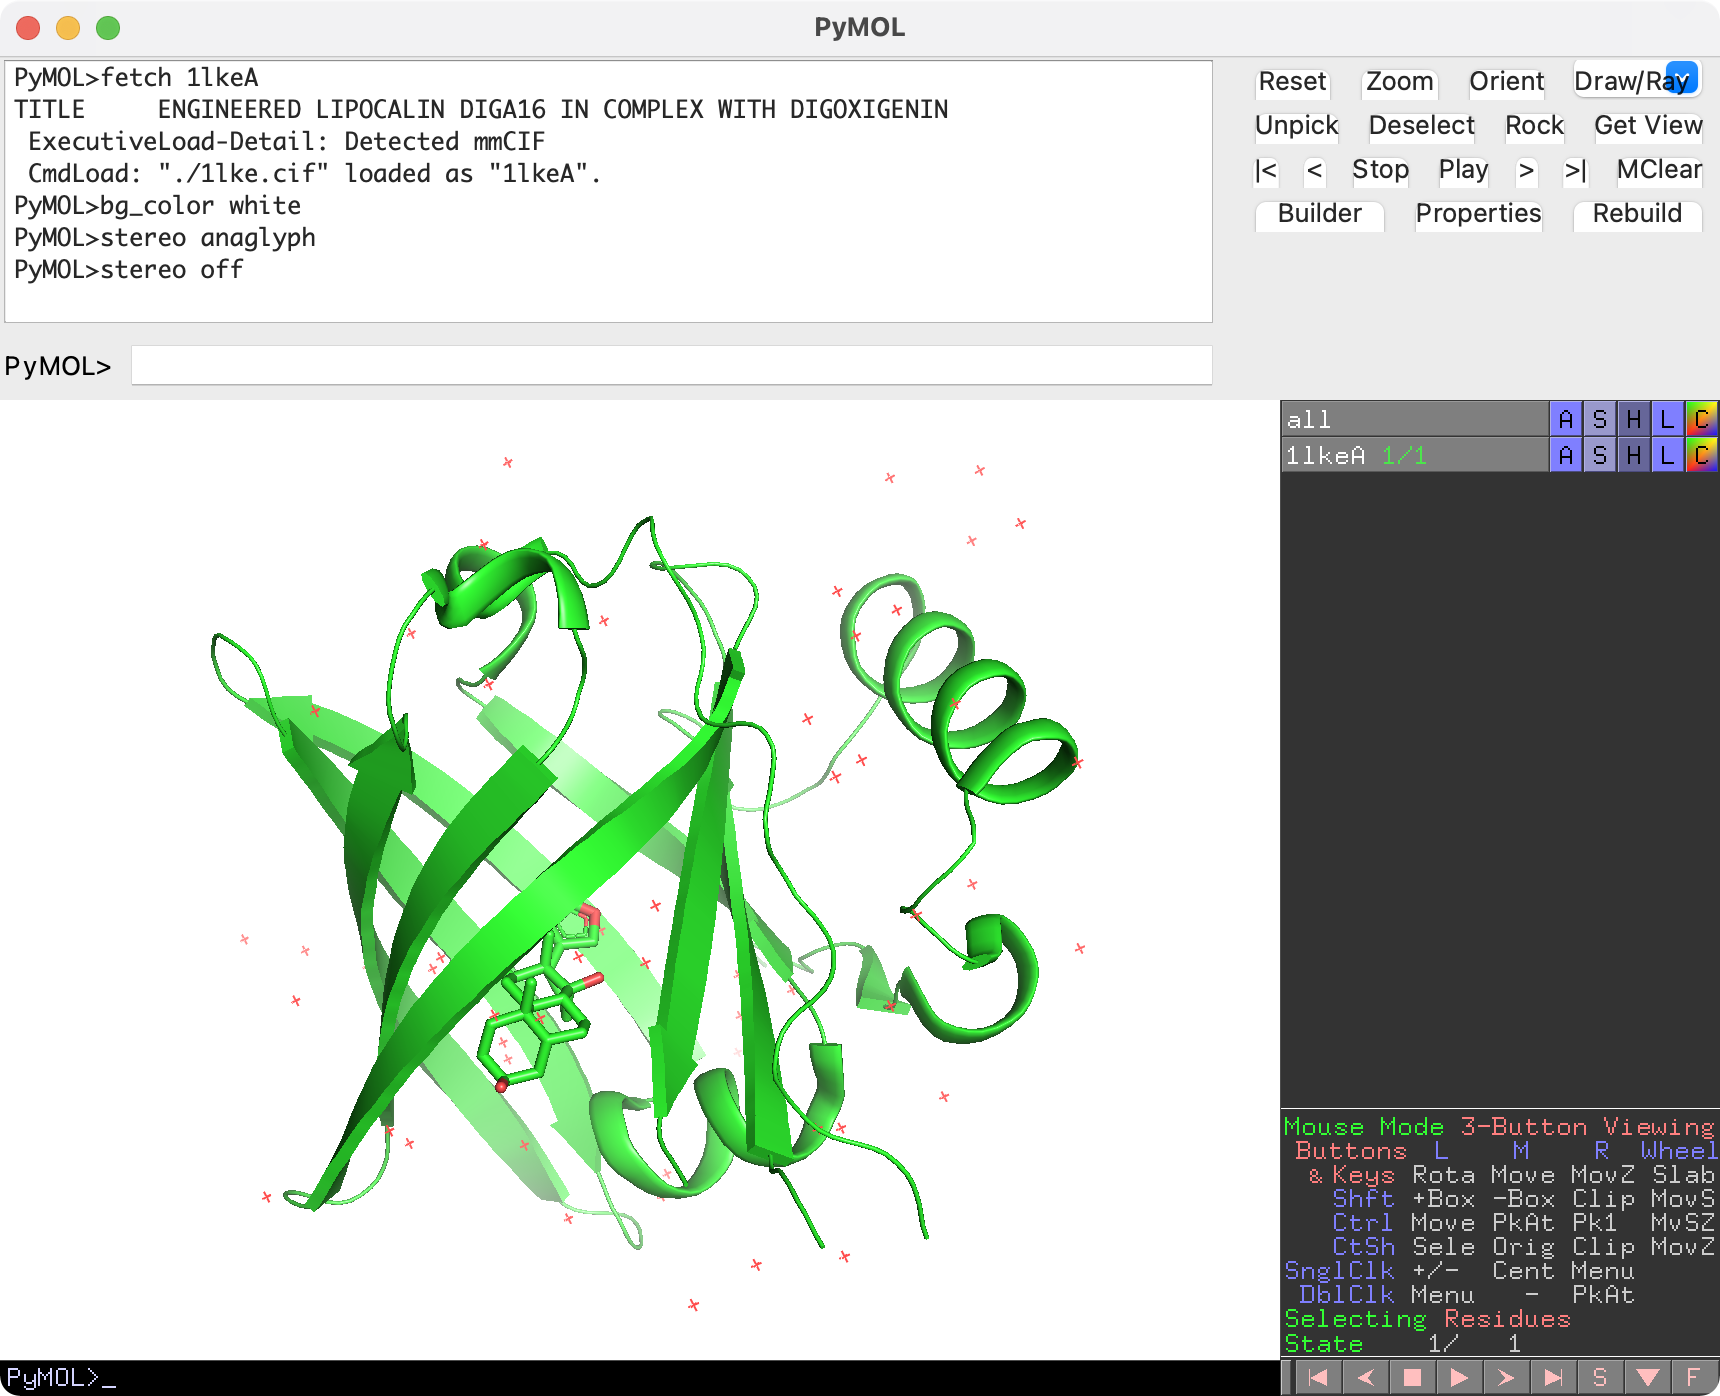 PyMOL
PyMOL>fetch 1lkeA
TITLE     ENGINEERED LIPOCALIN DIGA16 IN COMPLEX WITH DIGOXIGENIN
 ExecutiveLoad-Detail: Detected mmCIF
 CmdLoad: "./1lke.cif" loaded as "1lkeA".
PyMOL>bg_color white
PyMOL>stereo anaglyph
PyMOL>stereo off
PyMOL>
Reset Zoom Orient Draw/Ray
Unpick Deselect Rock Get View
|< < Stop Play > >| MClear
Builder Properties Rebuild
all A S H L C
1lkeA 1/1 A S H L C
Mouse Mode 3-Button Viewing
Buttons L M R Wheel
& Keys Rota Move MovZ Slab
Shft +Box -Box Clip MovS
Ctrl Move PkAt Pk1 MvSZ
CtSh Sele Orig Clip MovZ
SnglClk +/- Cent Menu
DblClk Menu - PkAt
Selecting Residues
State 1/ 1
PyMOL>_
S F